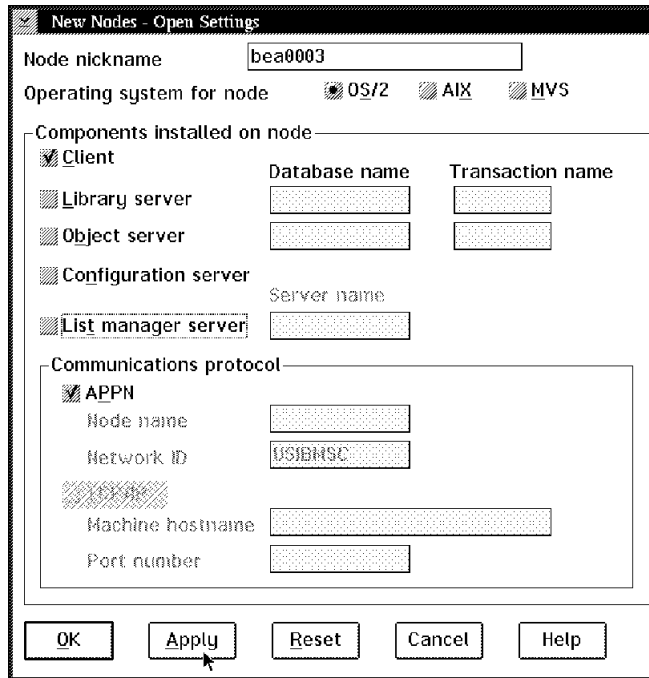 New Nodes - Open Settings
Node nickname bea0003
Operating system for node OS/2 AIX MVS
Components installed on node
Client
Database name Transaction name
Library server
Object server
Configuration server
Server name
List manager server
Communications protocol
APPN
Node name
Network ID USIBMSC
Machine hostname
Port number
OK Apply Reset Cancel Help